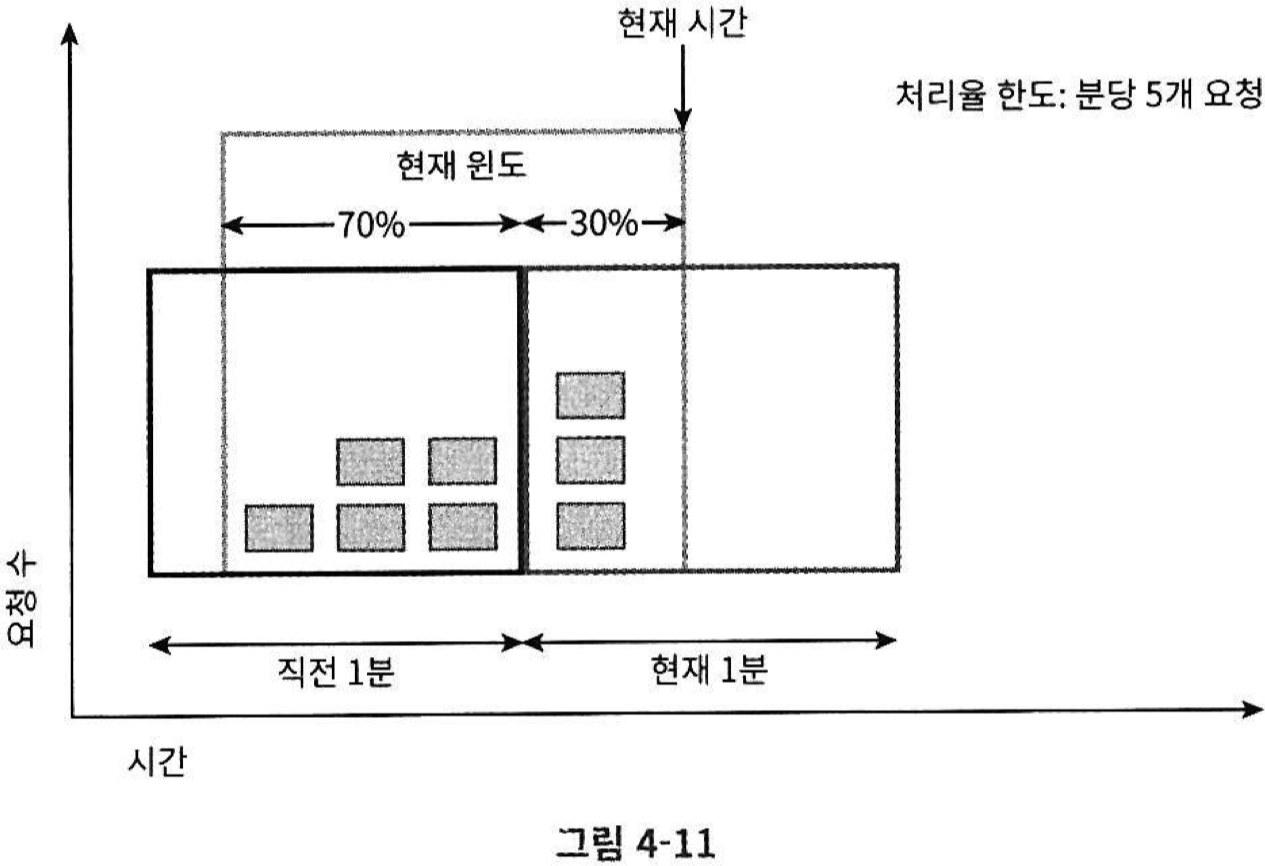 현재 시간
처리율 한도: 분당 5개 요청
현재 윈도
70%
30%
요청 수
직전 1분
현재 1분
시간
그림 4-11